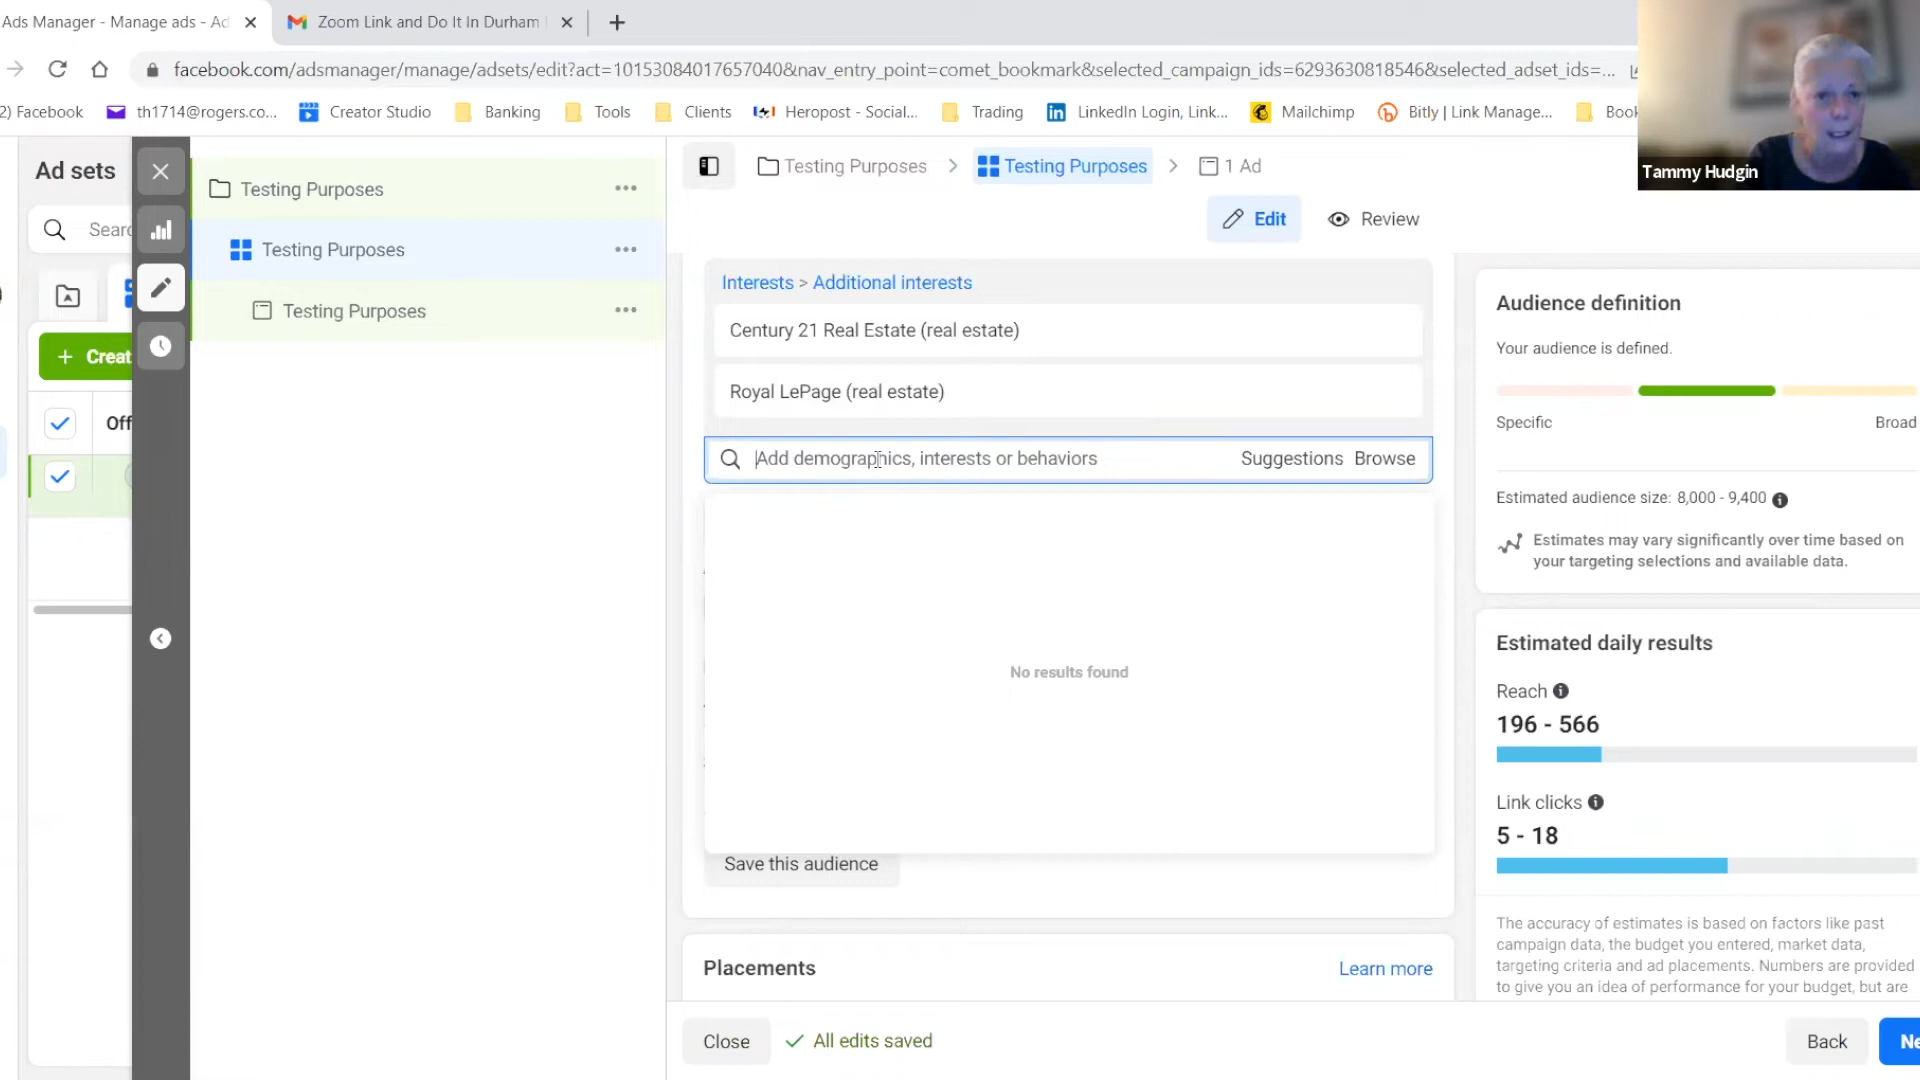 Ads Manager - Manage ads - Ad
Zoom Link and Do It In Durham
facebook.com/adsmanager/manage/adsets/edit?act=10153084017657040&nav_entry_point=comet_bookmark&selected_campaign_ids=6293630818546&selected_adset_ids=...
2) Facebook
th1714@rogers.co...
Creator Studio
Banking
Tools
Clients
Heropost - Social...
Trading
LinkedIn Login, Link...
Mailchimp
Bitly | Link Manage...
Book
Tammy Hudgin
Ad sets
Searc
+ Creat
Off
Testing Purposes
Testing Purposes
Testing Purposes
Testing Purposes > Testing Purposes > 1 Ad
Edit
Review
Interests > Additional interests
Century 21 Real Estate (real estate)
Royal LePage (real estate)
Add demographics, interests or behaviors
Suggestions
Browse
No results found
Save this audience
Placements
Learn more
Close
All edits saved
Audience definition
Your audience is defined.
Specific
Broad
Estimated audience size: 8,000 - 9,400
Estimates may vary significantly over time based on
your targeting selections and available data.
Estimated daily results
Reach
196 - 566
Link clicks
5 - 18
The accuracy of estimates is based on factors like past
campaign data, the budget you entered, market data,
targeting criteria and ad placements. Numbers are provided
to give you an idea of performance for your budget, but are
Back
Ne